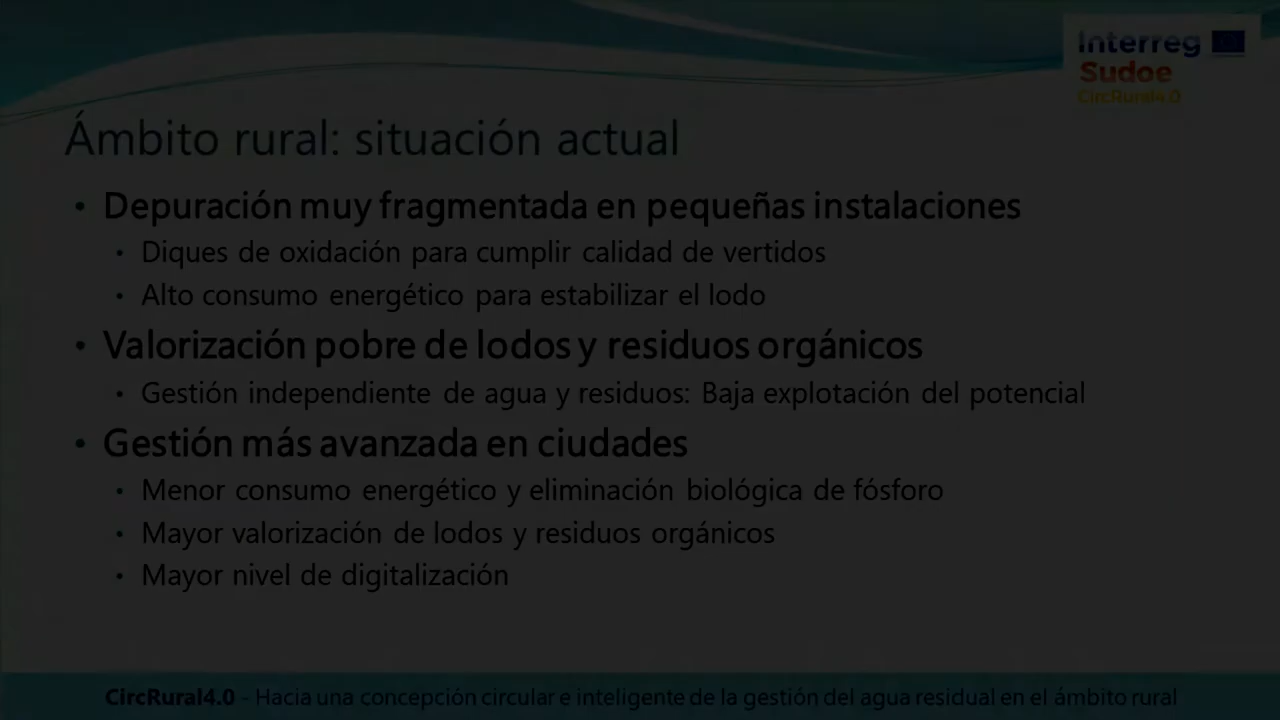 Interreg
Sudoe
CircRural4.0
Ámbito rural: situación actual
• Depuración muy fragmentada en pequeñas instalaciones
• Diques de oxidación para cumplir calidad de vertidos
• Alto consumo energético para estabilizar el lodo
• Valorización pobre de lodos y residuos orgánicos
• Gestión independiente de agua y residuos: Baja explotación del potencial
• Gestión más avanzada en ciudades
• Menor consumo energético y eliminación biológica de fósforo
• Mayor valorización de lodos y residuos orgánicos
• Mayor nivel de digitalización
CircRural4.0 - Hacia una concepción circular e inteligente de la gestión del agua residual en el ámbito rural